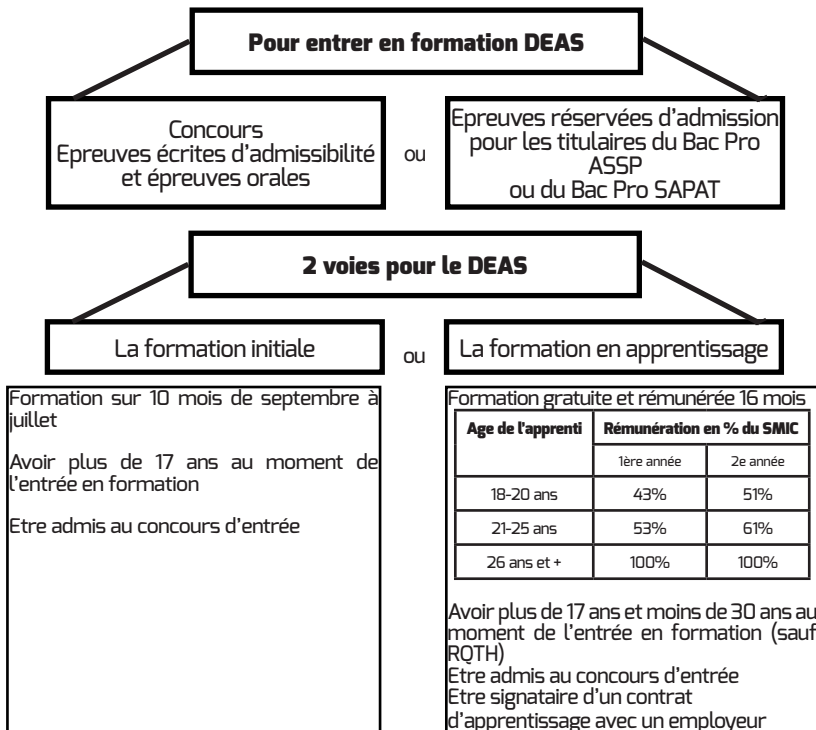 Pour entrer en formation DEAS
Concours
Epreuves écrites d'admissibilité
et épreuves orales
ou
Epreuves réservées d'admission
pour les titulaires du Bac Pro
ASSP
ou du Bac Pro SAPAT
2 voies pour le DEAS
La formation initiale
ou
La formation en apprentissage
Formation sur 10 mois de septembre à
juillet
Avoir plus de 17 ans au moment de
l'entrée en formation
Etre admis au concours d'entrée
Formation gratuite et rémunérée 16 mois
Age de l'apprenti Rémunération en % du SMIC
1ère année 2e année
18-20 ans 43% 51%
21-25 ans 53% 61%
26 ans et + 100% 100%
Avoir plus de 17 ans et moins de 30 ans au
moment de l'entrée en formation (sauf
RQTH)
Etre admis au concours d'entrée
Etre signataire d'un contrat
d'apprentissage avec un employeur